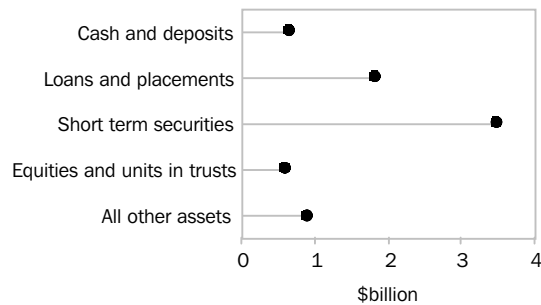 Cash and deposits
Loans and placements
Short term securities
Equities and units in trusts
All other assets
0 1 2 3 4
$billion